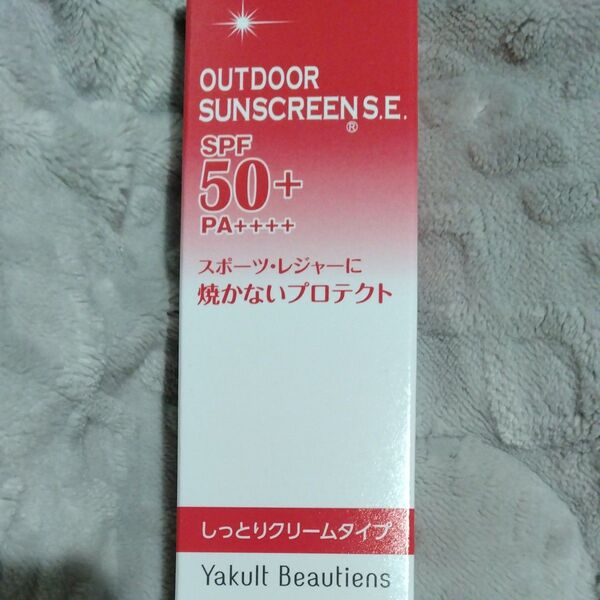 OUTDOOR
SUNSCREEN S.E.
®
SPF
50+
PA++++
スポーツ・レジャーに
焼かないプロテクト
しっとりクリームタイプ
Yakult Beautiens